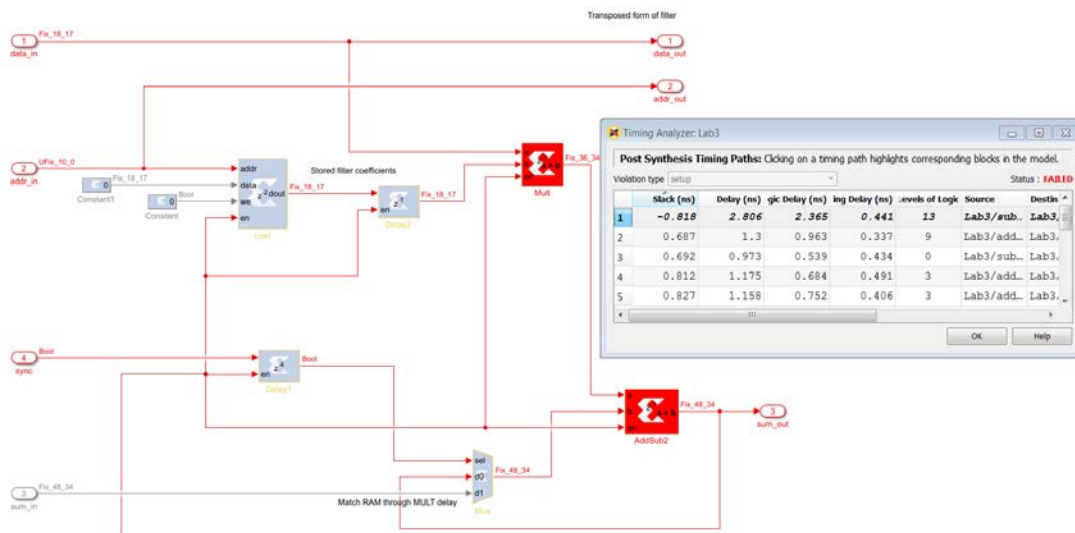 Transposed form of filter
1
data_in
Fix_18_17
1
data_out
2
addr_out
2
addr_in
UFix_10_0
0
Constant1
Fix_18_17
0
Constant
Bool
addr
data
we
en
dout
coef
Fix_18_17
Stored filter coefficients
Delay2
en
Fix_18_17
Mult
Fix_36_34
Timing Analyzer: Lab3
Post Synthesis Timing Paths: Clicking on a timing path highlights corresponding blocks in the model.
Violation type setup
Status : FAILED
Slack (ns) Delay (ns) gic Delay (ns) ing Delay (ns) Levels of Logic Source Destin
1 -0.818 2.806 2.365 0.441 13 Lab3/sub... Lab3,
2 0.687 1.3 0.963 0.337 9 Lab3/add... Lab3,
3 0.692 0.973 0.539 0.434 0 Lab3/sub... Lab3,
4 0.812 1.175 0.684 0.491 3 Lab3/add... Lab3,
5 0.827 1.158 0.752 0.406 3 Lab3/add... Lab3,
OK Help
4
sync
Bool
en
Delay1
Bool
AddSub2
a + b
Fix_48_34
3
sum_out
sel
d0
d1
Mux
Fix_48_34
3
sum_in
Fix_48_34
Match RAM through MULT delay